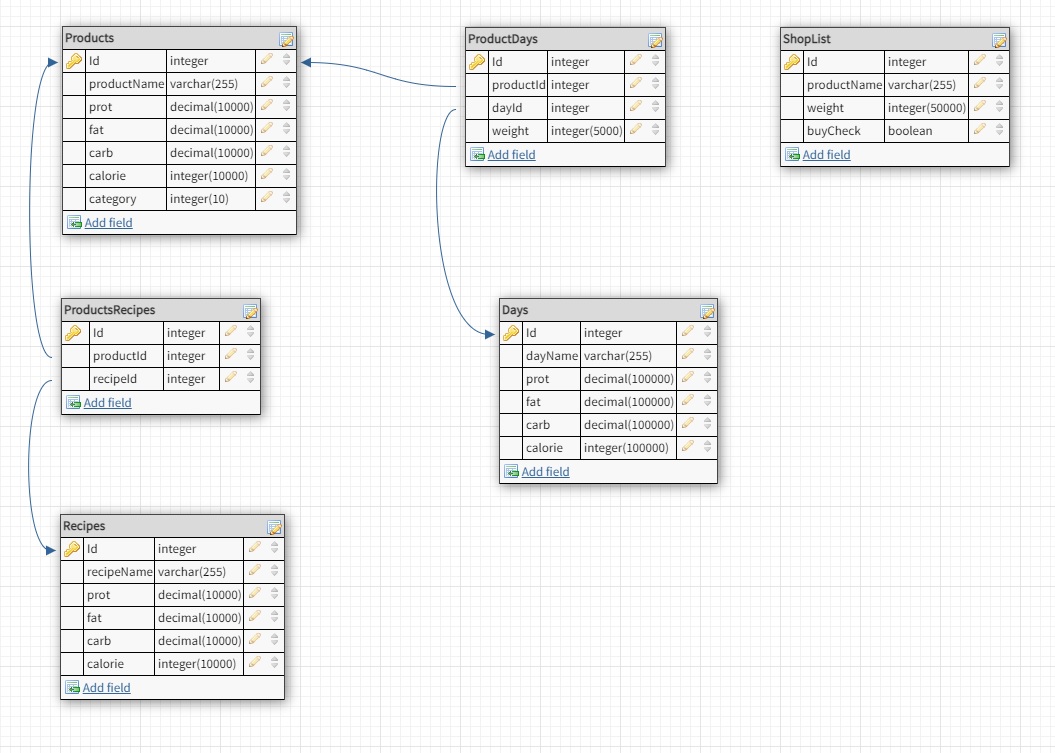 Products
Id integer
productName varchar(255)
prot decimal(10000)
fat decimal(10000)
carb decimal(10000)
calorie integer(10000)
category integer(10)
Add field
ProductDays
Id integer
productId integer
dayId integer
weight integer(5000)
Add field
ShopList
Id integer
productName varchar(255)
weight integer(50000)
buyCheck boolean
Add field
ProductsRecipes
Id integer
productId integer
recipeId integer
Add field
Days
Id integer
dayName varchar(255)
prot decimal(100000)
fat decimal(100000)
carb decimal(100000)
calorie integer(100000)
Add field
Recipes
Id integer
recipeName varchar(255)
prot decimal(10000)
fat decimal(10000)
carb decimal(10000)
calorie integer(10000)
Add field